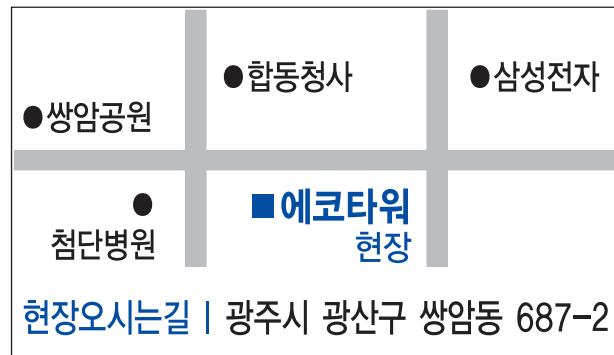 ●합동청사
●삼성전자
●쌍암공원
■에코타워
현장
●
첨단병원
현장오시는길 | 광주시 광산구 쌍암동 687-2